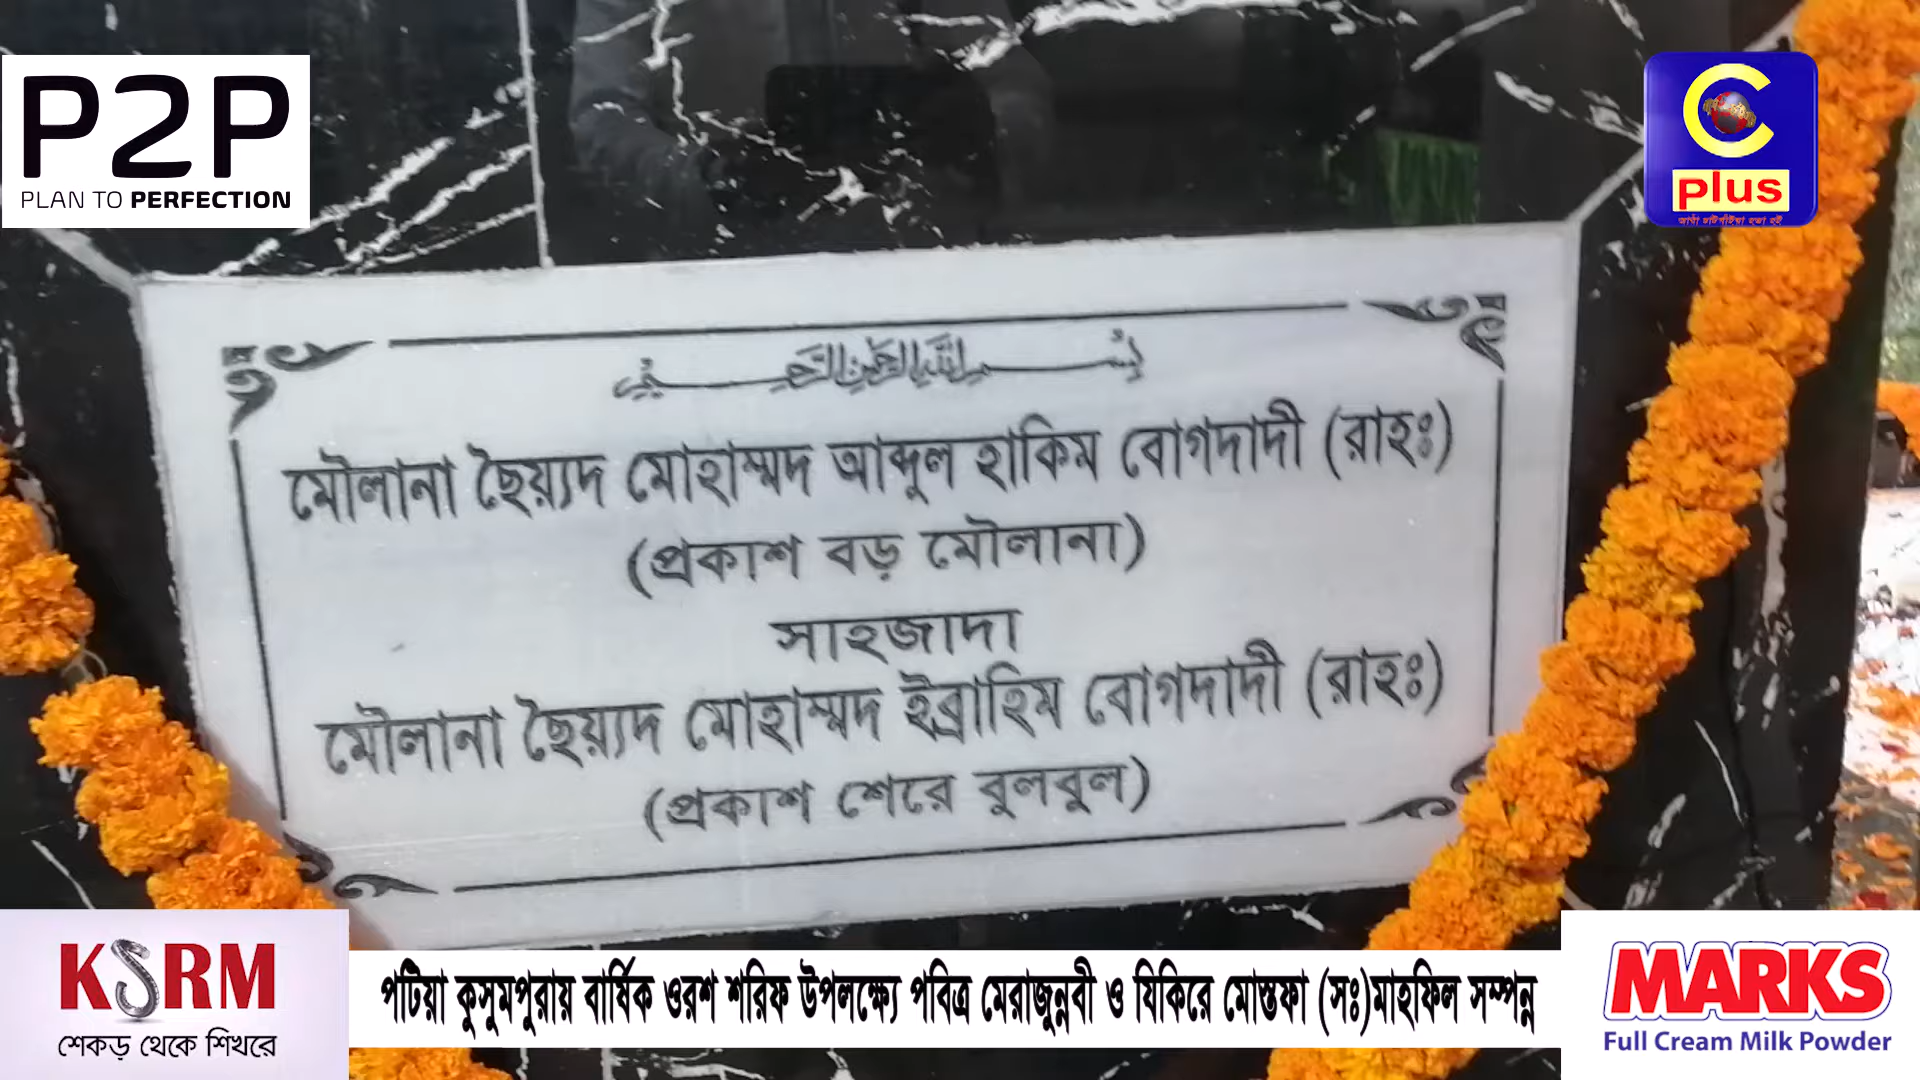 P2P
PLAN TO PERFECTION
C
plus
بسم الله الرحمن الرحيم
মৌলানা ছৈয়্যদ মোহাম্মদ আব্দুল হাকিম বোগদাদী (রাহঃ)
(প্রকাশ বড় মৌলানা)
সাহজাদা
মৌলানা ছৈয়্যদ মোহাম্মদ ইব্রাহিম বোগদাদী (রাহঃ)
(প্রকাশ শেরে বুলবুল)
KSRM
শেকড় থেকে শিখরে
পটিয়া কুসুমপুরায় বার্ষিক ওরশ শরিফ উপলক্ষ্যে পবিত্র মেরাজুন্নবী ও যিকিরে মোস্তফা (সঃ)মাহফিল সম্পন্ন
MARKS
Full Cream Milk Powder